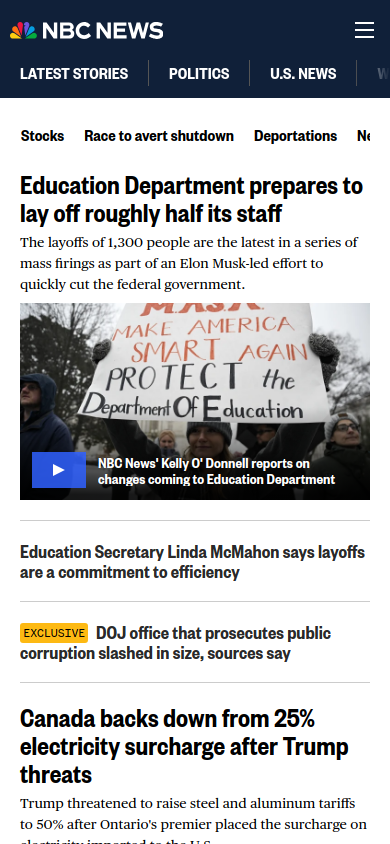 NBC NEWS
LATEST STORIES
POLITICS
U.S. NEWS
Stocks
Race to avert shutdown
Deportations
Education Department prepares to
lay off roughly half its staff
The layoffs of 1,300 people are the latest in a series of
mass firings as part of an Elon Musk-led effort to
quickly cut the federal government.
M.A.S.A.
MAKE AMERICA
SMART AGAIN
PROTECT the
Department Of Education
NBC News' Kelly O' Donnell reports on
changes coming to Education Department
Education Secretary Linda McMahon says layoffs
are a commitment to efficiency
EXCLUSIVE DOJ office that prosecutes public
corruption slashed in size, sources say
Canada backs down from 25%
electricity surcharge after Trump
threats
Trump threatened to raise steel and aluminum tariffs
to 50% after Ontario's premier placed the surcharge on
electricity imported to the U.S.